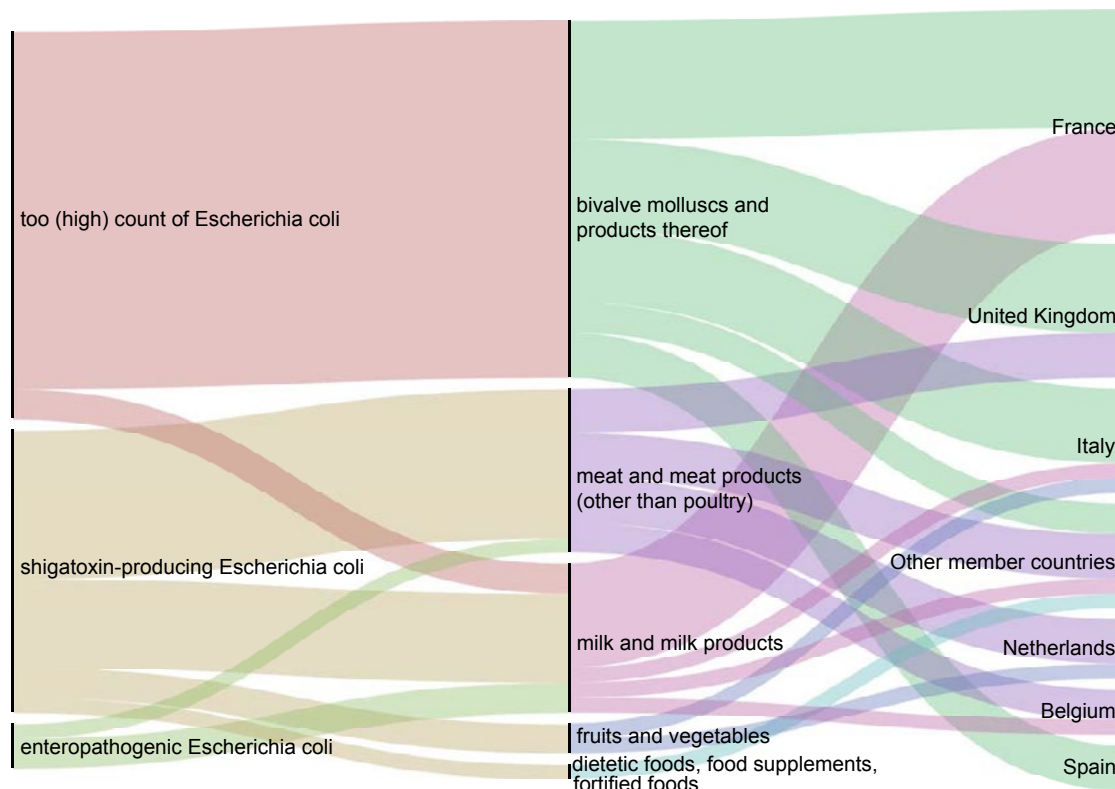 too (high) count of Escherichia coli
shigatoxin-producing Escherichia coli
enteropathogenic Escherichia coli
bivalve molluscs and
products thereof
meat and meat products
(other than poultry)
milk and milk products
fruits and vegetables
dietetic foods, food supplements,
fortified foods
France
United Kingdom
Italy
Other member countries
Netherlands
Belgium
Spain